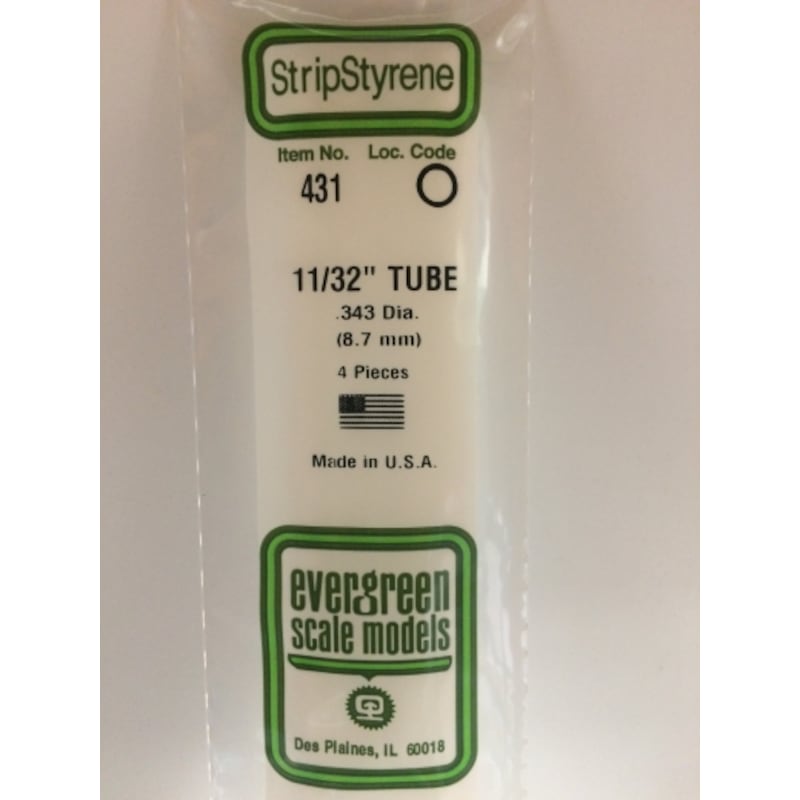 StripStyrene
Item No. Loc. Code
431
11/32" TUBE
.343 Dia.
(8.7 mm)
4 Pieces
Made in U.S.A.
evergreen
scale models
Des Plaines, IL 60018